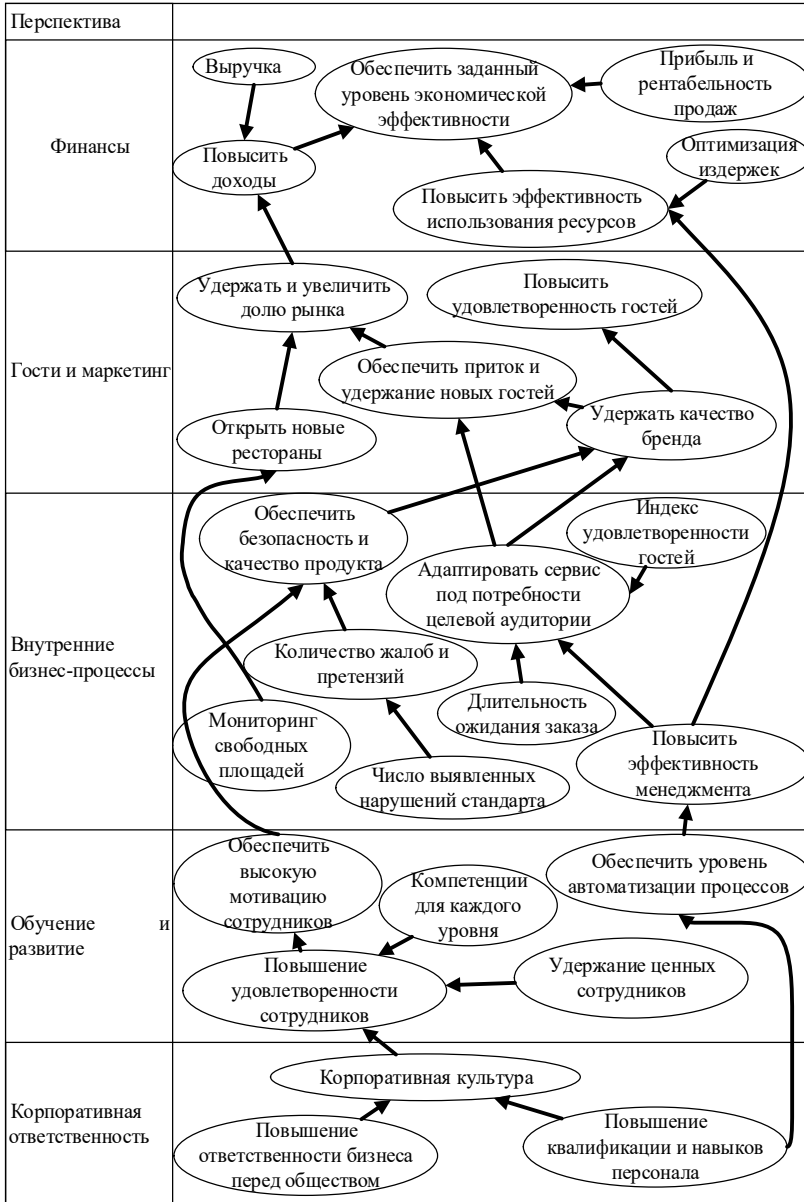 Перспектива
Финансы
Выручка
Обеспечить заданный
уровень экономической
эффективности
Прибыль и
рентабельность
продаж
Повысить
доходы
Оптимизация
издержек
Повысить эффективность
использования ресурсов
Гости и маркетинг
Удержать и увеличить
долю рынка
Повысить
удовлетворенность гостей
Обеспечить приток и
удержание новых гостей
Открыть новые
рестораны
Удержать качество
бренда
Внутренние
бизнес-процессы
Обеспечить
безопасность и
качество продукта
Индекс
удовлетворенности
гостей
Адаптировать сервис
под потребности
целевой аудитории
Количество жалоб и
претензий
Длительность
ожидания заказа
Мониторинг
свободных
площадей
Число выявленных
нарушений стандарта
Повысить
эффективность
менеджмента
Обучение и
развитие
Обеспечить
высокую
мотивацию
сотрудников
Компетенции
для каждого
уровня
Обеспечить уровень
автоматизации процессов
Повышение
удовлетворенности
сотрудников
Удержание ценных
сотрудников
Корпоративная
ответственность
Корпоративная культура
Повышение
ответственности бизнеса
перед обществом
Повышение
квалификации и навыков
персонала